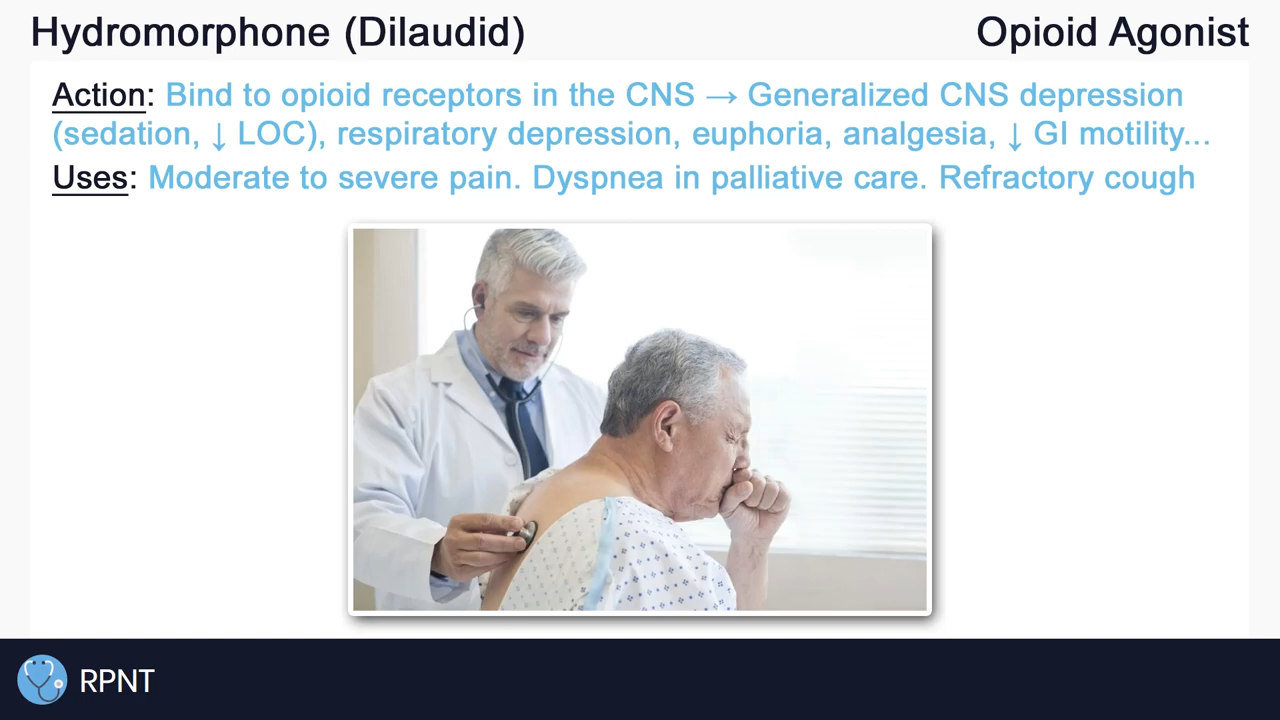 Hydromorphone (Dilaudid)
Opioid Agonist
Action: Bind to opioid receptors in the CNS → Generalized CNS depression
(sedation, ↓ LOC), respiratory depression, euphoria, analgesia, ↓ GI motility...
Uses: Moderate to severe pain. Dyspnea in palliative care. Refractory cough
RPNT